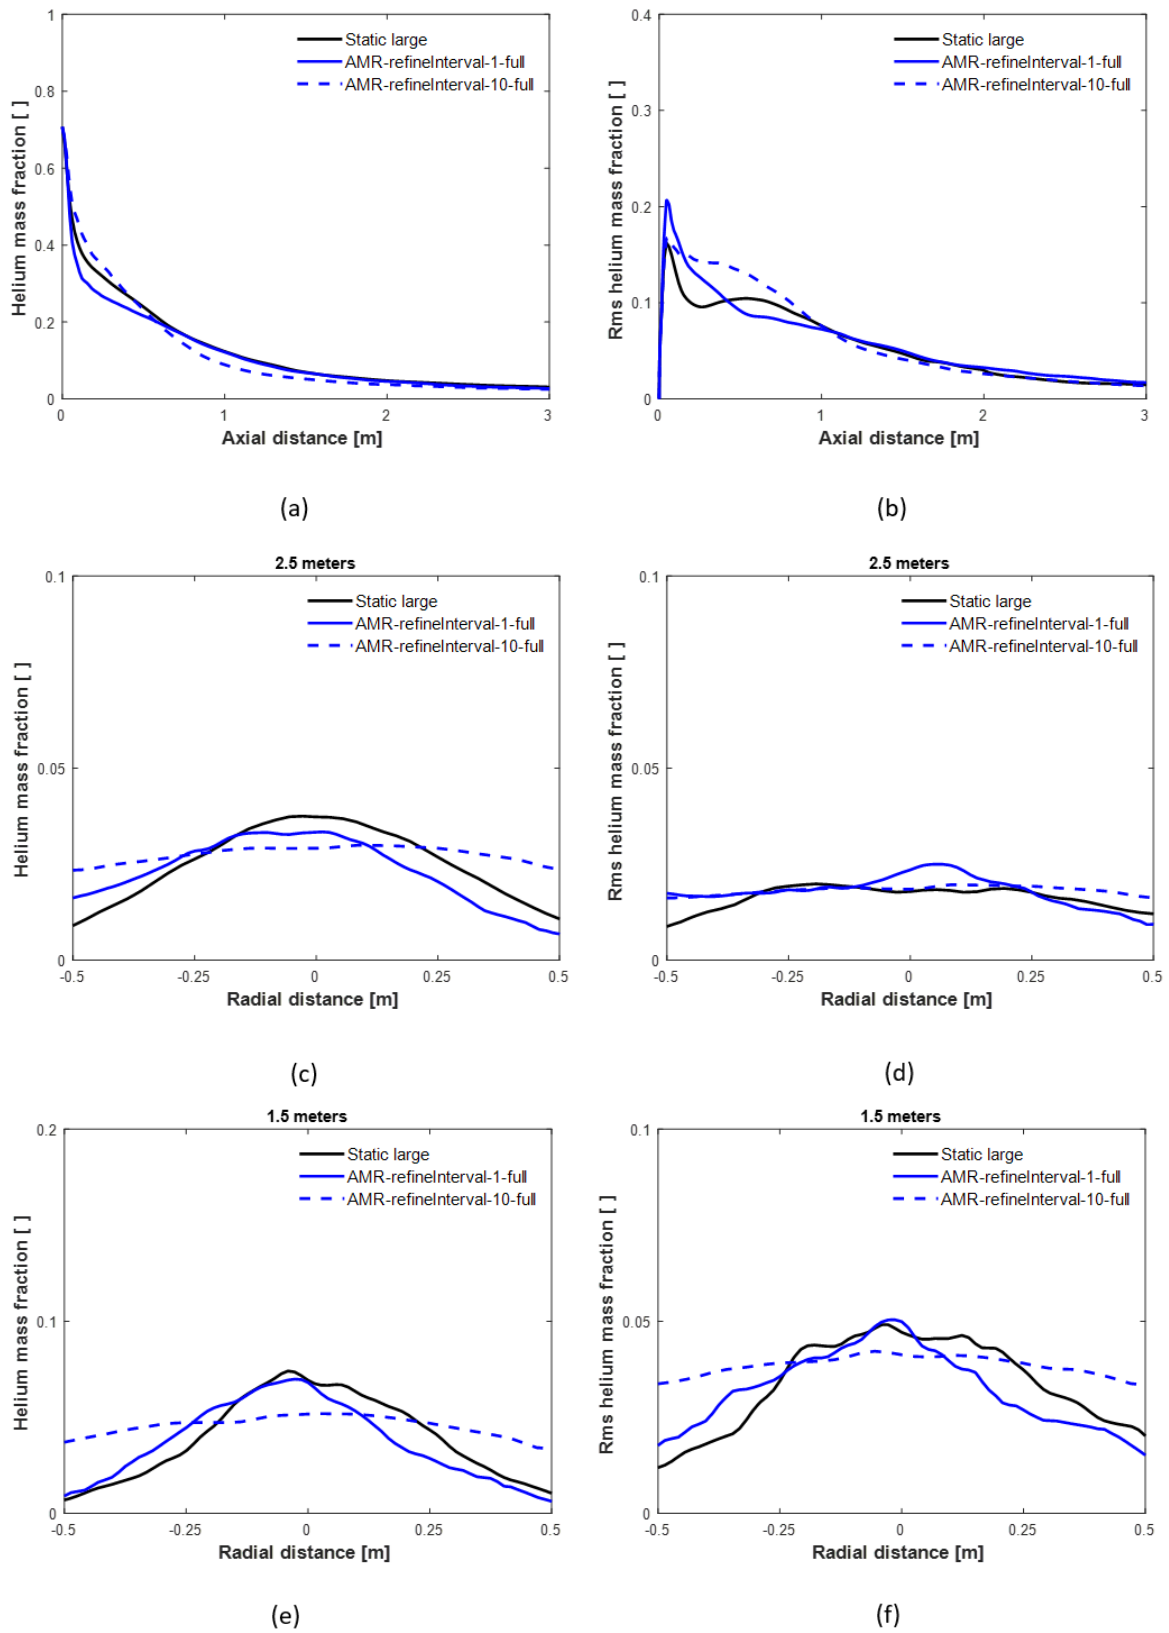 Static large
AMR-refineInterval-1-full
AMR-refineInterval-10-full
1
0.8
0.6
0.4
0.2
0
0
1
2
3
Helium mass fraction [ ]
Axial distance [m]
(a)
Static large
AMR-refineInterval-1-full
AMR-refineInterval-10-full
0.4
0.3
0.2
0.1
0
0
1
2
3
Rms helium mass fraction [ ]
Axial distance [m]
(b)
2.5 meters
Static large
AMR-refineInterval-1-full
AMR-refineInterval-10-full
0.1
0.05
0
-0.5
-0.25
0
0.25
0.5
Helium mass fraction [ ]
Radial distance [m]
(c)
2.5 meters
Static large
AMR-refineInterval-1-full
AMR-refineInterval-10-full
0.1
0.05
0
-0.5
-0.25
0
0.25
0.5
Rms helium mass fraction [ ]
Radial distance [m]
(d)
1.5 meters
Static large
AMR-refineInterval-1-full
AMR-refineInterval-10-full
0.2
0.1
0
-0.5
-0.25
0
0.25
0.5
Helium mass fraction [ ]
Radial distance [m]
(e)
1.5 meters
Static large
AMR-refineInterval-1-full
AMR-refineInterval-10-full
0.1
0.05
0
-0.5
-0.25
0
0.25
0.5
Rms helium mass fraction [ ]
Radial distance [m]
(f)